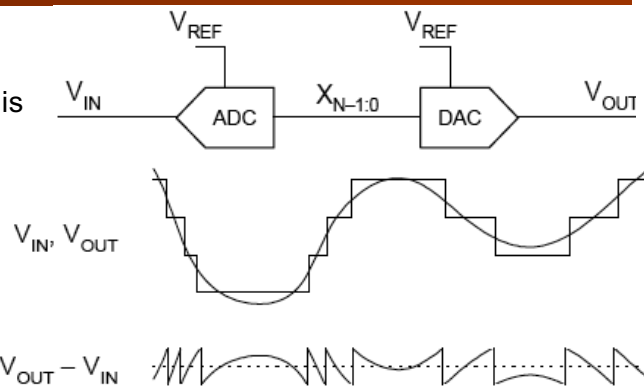 V_REF V_REF
is V_IN ADC X_N–1:0 DAC V_OUT
V_IN, V_OUT
V_OUT – V_IN